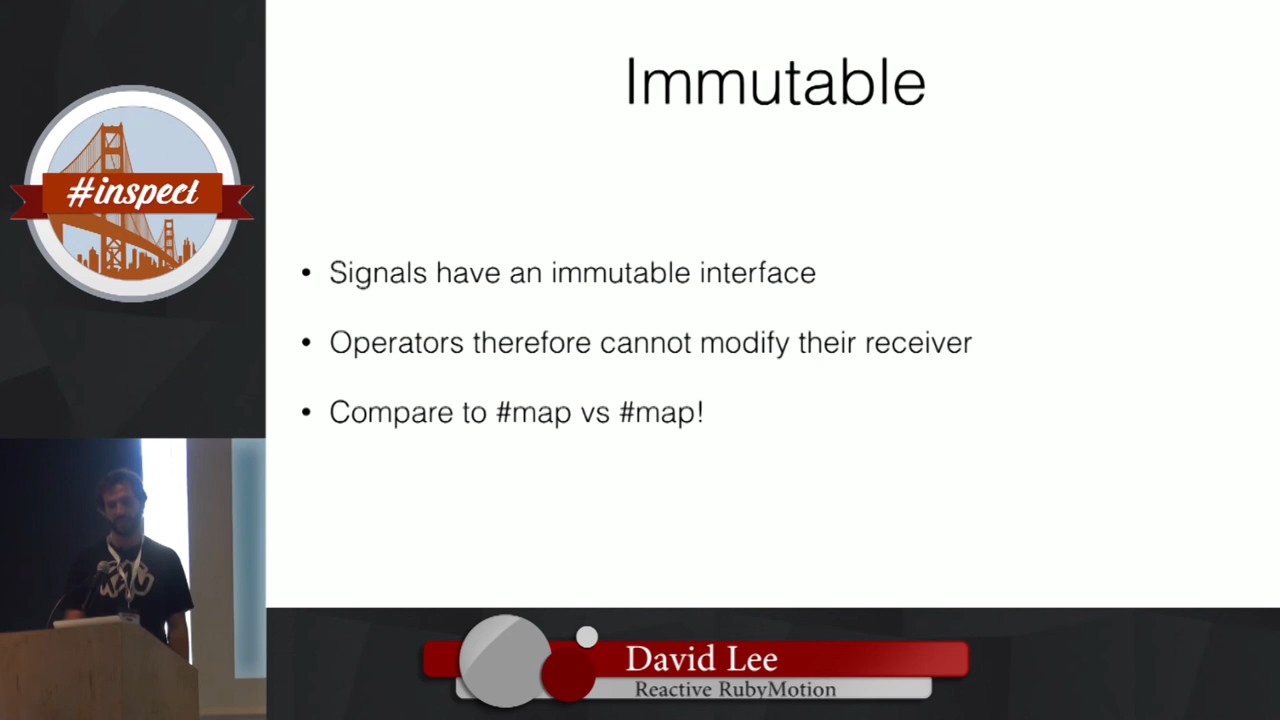 Immutable
#inspect
• Signals have an immutable interface
• Operators therefore cannot modify their receiver
• Compare to #map vs #map!
David Lee
Reactive RubyMotion